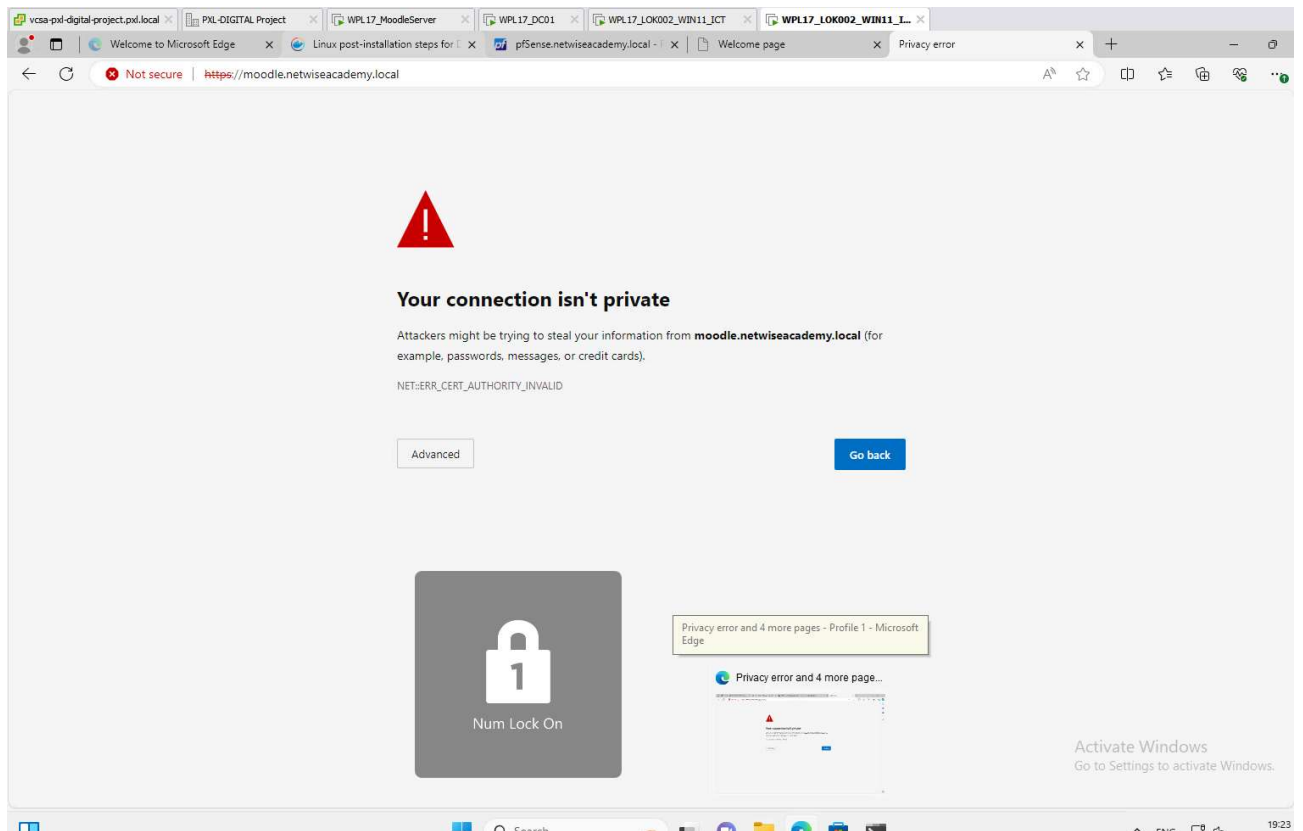 vcsa-pxl-digital-project.pxl.local PXL-DIGITAL Project WPL17_MoodleServer WPL17_DC01 WPL17_LOK002_WIN11_ICT WPL17_LOK002_WIN11_I...
Welcome to Microsoft Edge Linux post-installation steps for pfSense.netwiseacademy.local - Welcome page Privacy error
Not secure https://moodle.netwiseacademy.local
Your connection isn't private
Attackers might be trying to steal your information from moodle.netwiseacademy.local (for
example, passwords, messages, or credit cards).
NET::ERR_CERT_AUTHORITY_INVALID
Advanced Go back
Privacy error and 4 more pages - Profile 1 - Microsoft
Edge
Privacy error and 4 more page...
1
Num Lock On
Activate Windows
Go to Settings to activate Windows.
Search ENG 19:23